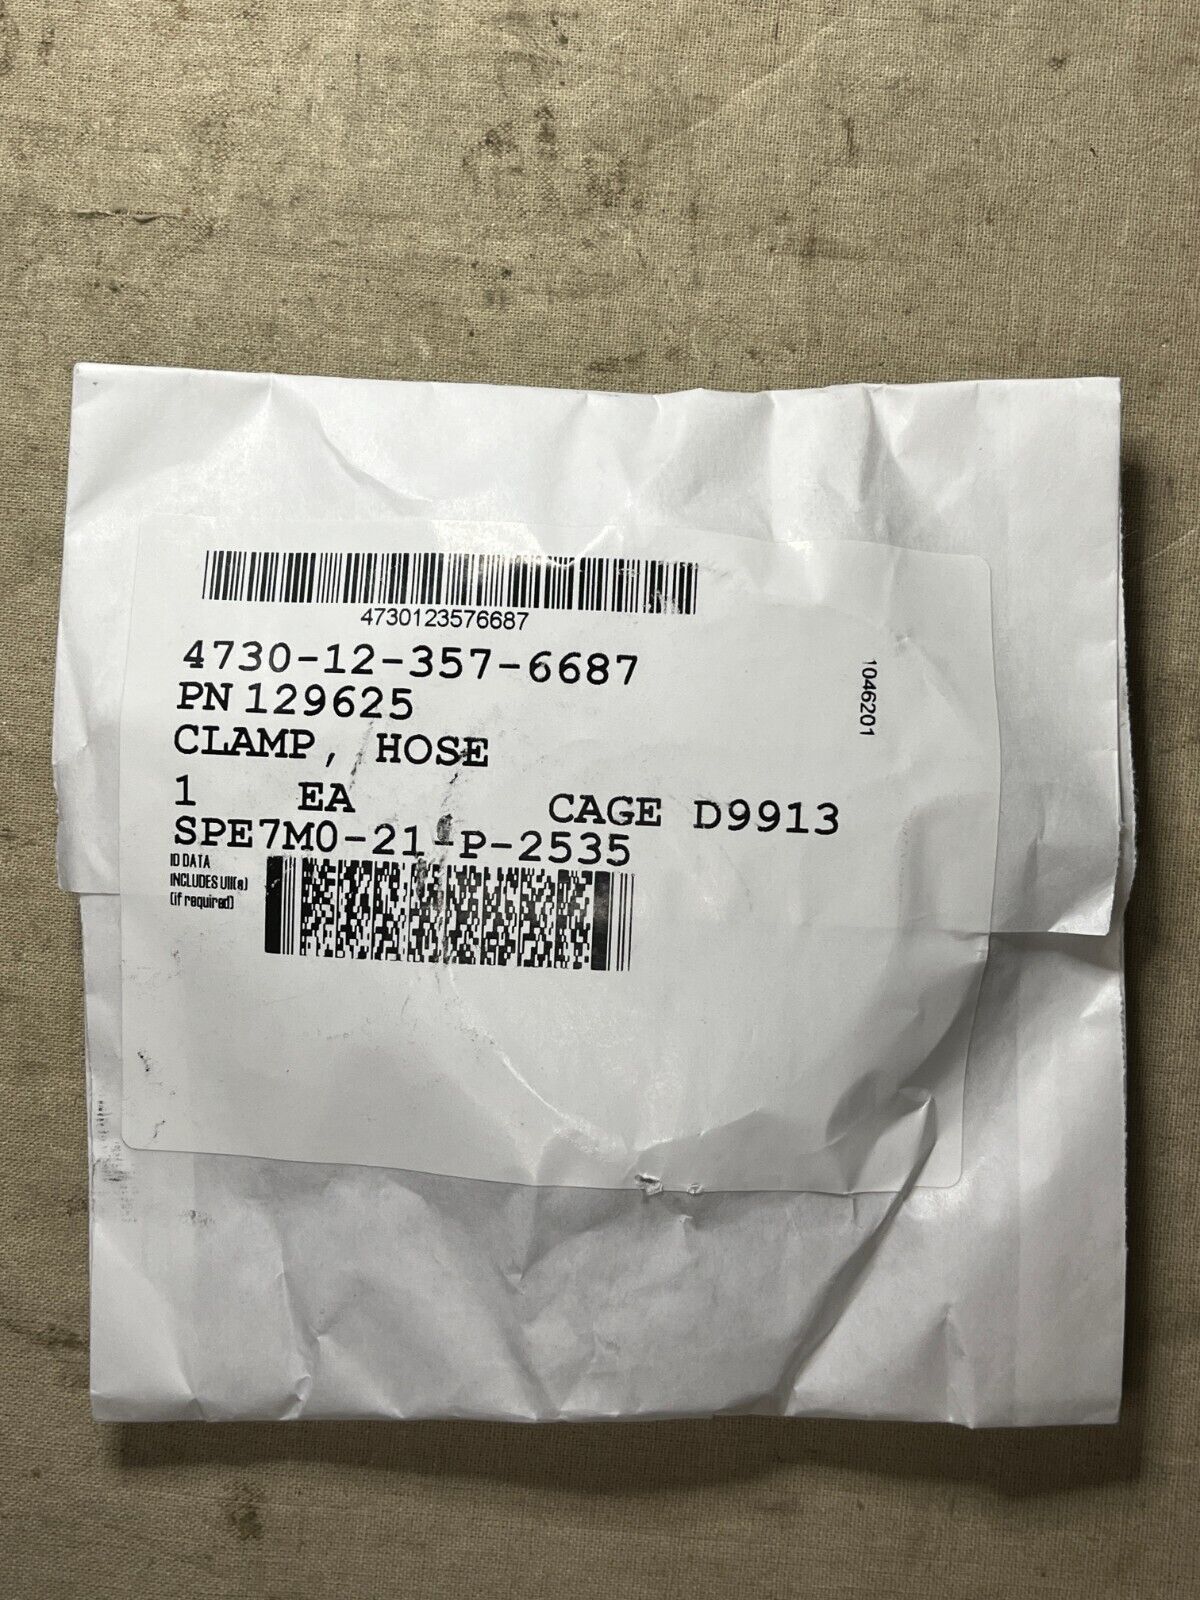 4730123576687
4730-12-357-6687
PN 129625
CLAMP, HOSE
1 EA CAGE D9913
SPE7M0-21-P-2535
ID DATA
INCLUDES UII(s)
(if required)
1046201